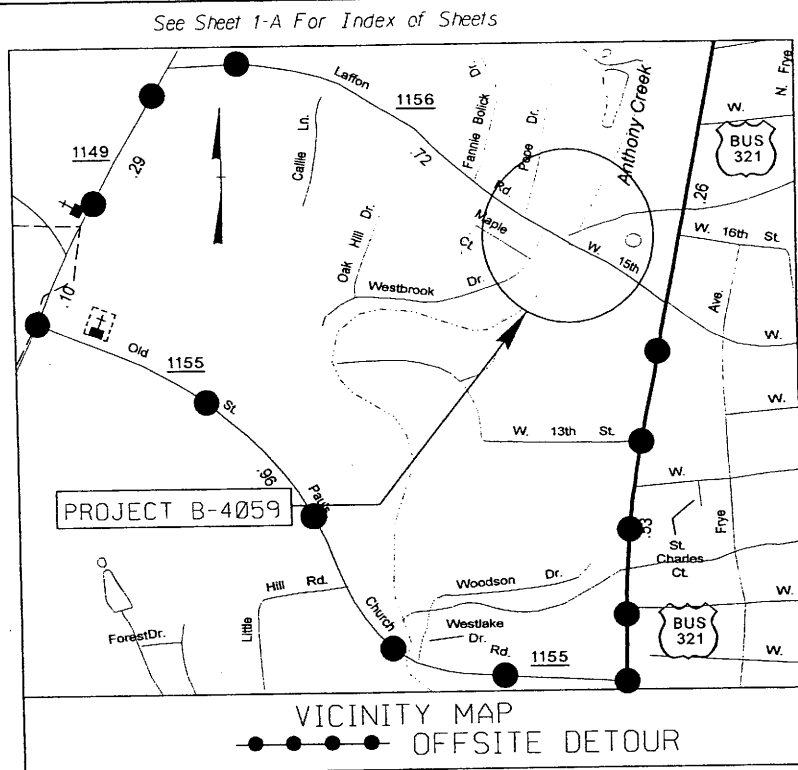 See Sheet 1-A For Index of Sheets
Laffon
1156
.72
Rd.
W. 15th
1149
.29
.10
Callie Ln.
Fannie Bolick Dr.
Pope Dr.
Anthony Creek
N. Frye
W.
BUS
321
.26
W. 16th St.
Ave.
Maple
Ct.
Oak Hill Dr.
Westbrook Dr.
W.
W.
Old
1155
St.
.96
Pauls
W. 13th St.
W.
PROJECT B-4059
.53
Frye
St.
Charles
Ct.
Hill Rd.
Little
Woodson Dr.
Church
Westlake
Dr.
Rd.
1155
Forest Dr.
BUS
321
W.
W.
VICINITY MAP
OFFSITE DETOUR